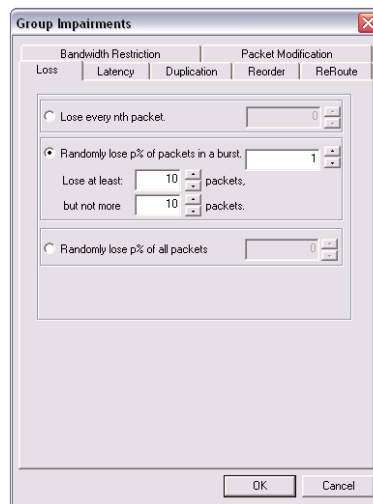 Group Impairments
Bandwidth Restriction Packet Modification
Loss Latency Duplication Reorder ReRoute
Lose every nth packet. 0
Randomly lose p% of packets in a burst. 1
Lose at least: 10 packets,
but not more 10 packets.
Randomly lose p% of all packets 0
OK Cancel